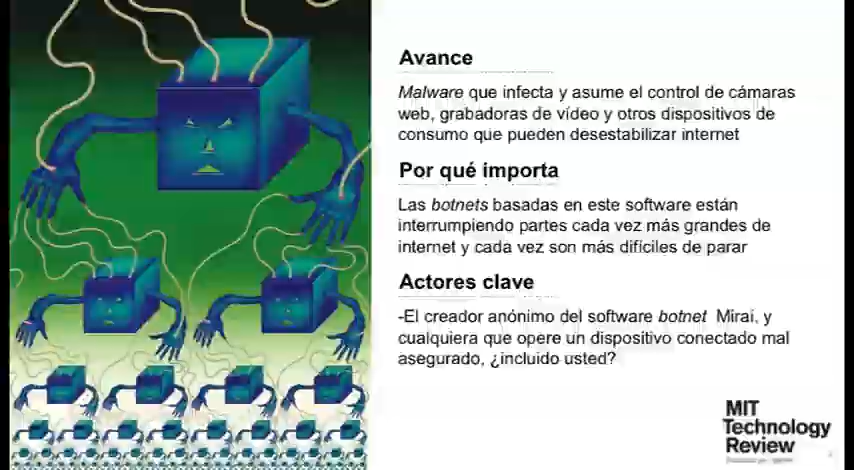 Avance
Malware que infecta y asume el control de cámaras
web, grabadoras de vídeo y otros dispositivos de
consumo que pueden desestabilizar internet
Por qué importa
Las botnets basadas en este software están
interrumpiendo partes cada vez más grandes de
internet y cada vez son más difíciles de parar
Actores clave
-El creador anónimo del software botnet Mirai, y
cualquiera que opere un dispositivo conectado mal
asegurado, ¿incluido usted?
MIT
Technology
Review